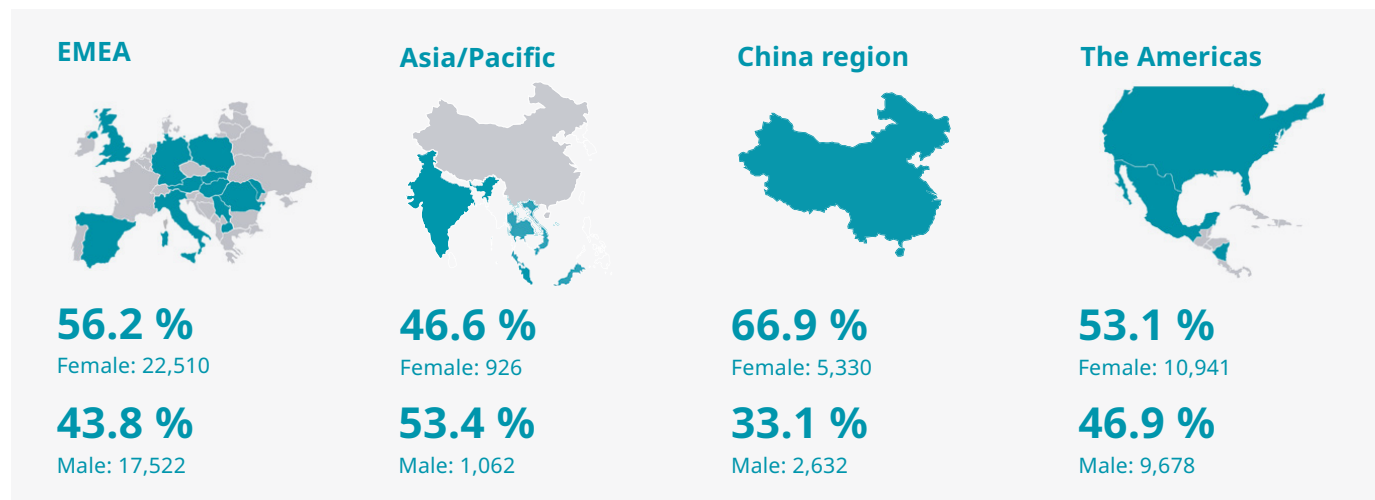 EMEA
56.2 %
Female: 22,510
43.8 %
Male: 17,522
Asia/Pacific
46.6 %
Female: 926
53.4 %
Male: 1,062
China region
66.9 %
Female: 5,330
33.1 %
Male: 2,632
The Americas
53.1 %
Female: 10,941
46.9 %
Male: 9,678